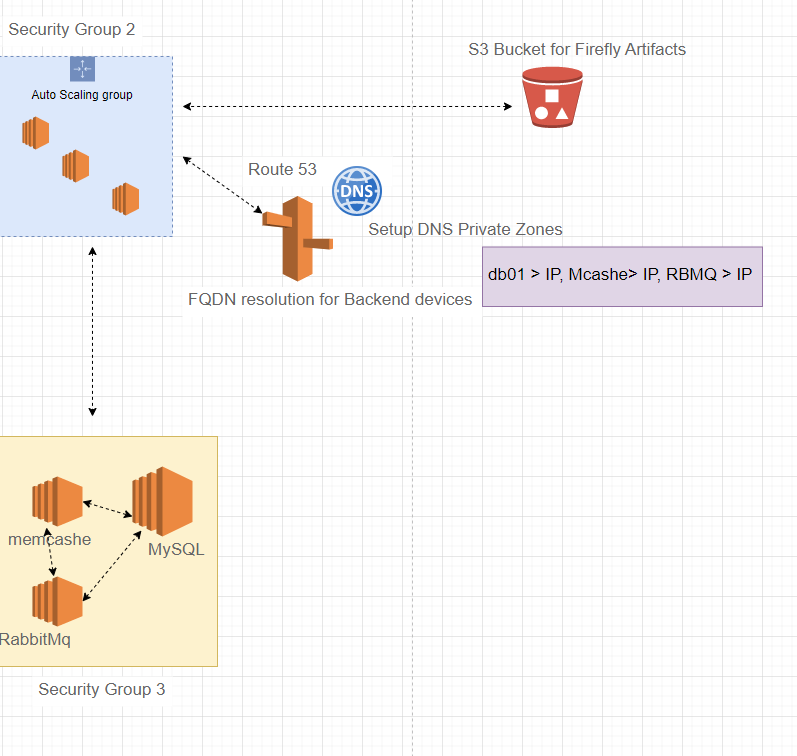 Security Group 2
S3 Bucket for Firefly Artifacts
Auto Scaling group
Route 53
DNS
Setup DNS Private Zones
db01 > IP, Mcashe> IP, RBMQ > IP
FQDN resolution for Backend devices
memcashe
MySQL
RabbitMq
Security Group 3